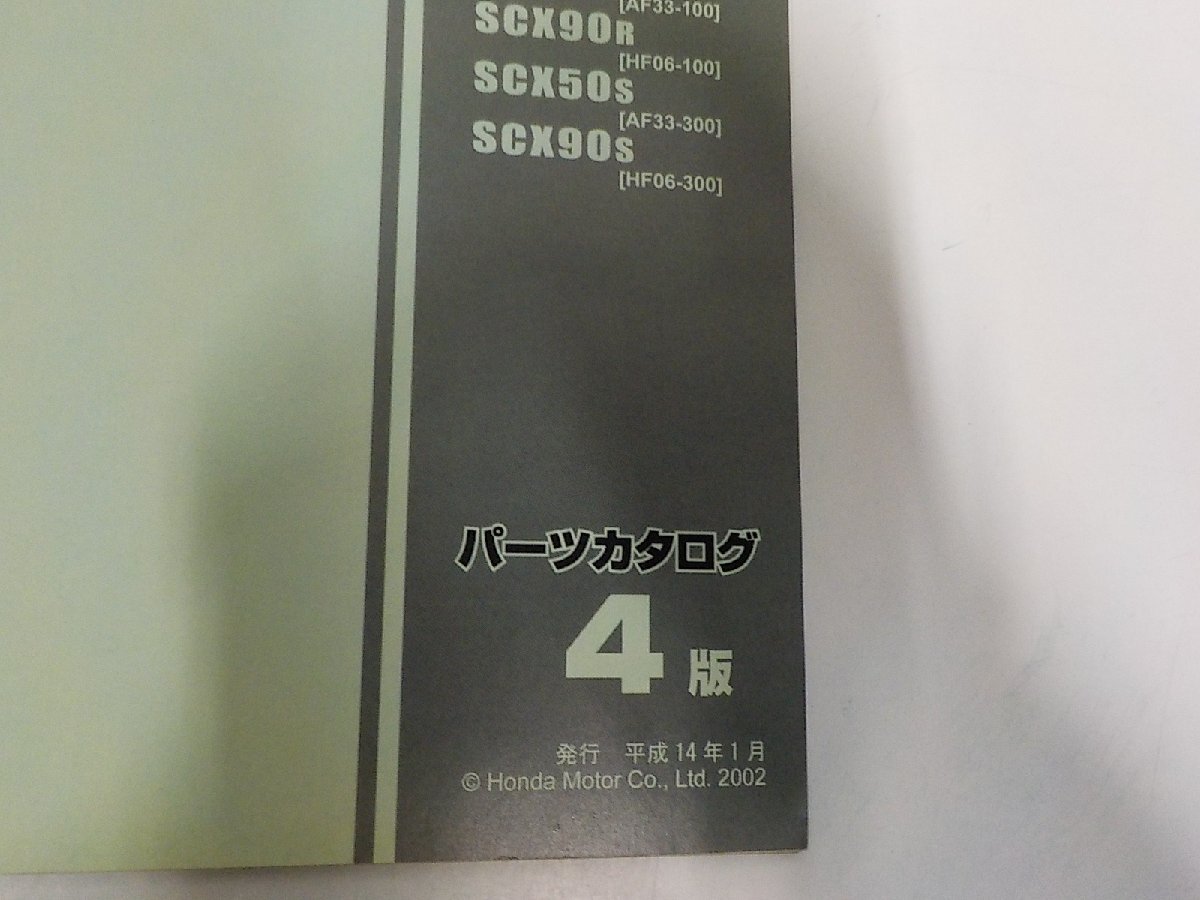 [AF33-100]
SCX90R
[HF06-100]
SCX50S
[AF33-300]
SCX90S
[HF06-300]
パーツカタログ
4版
発行 平成14年1月
© Honda Motor Co., Ltd. 2002